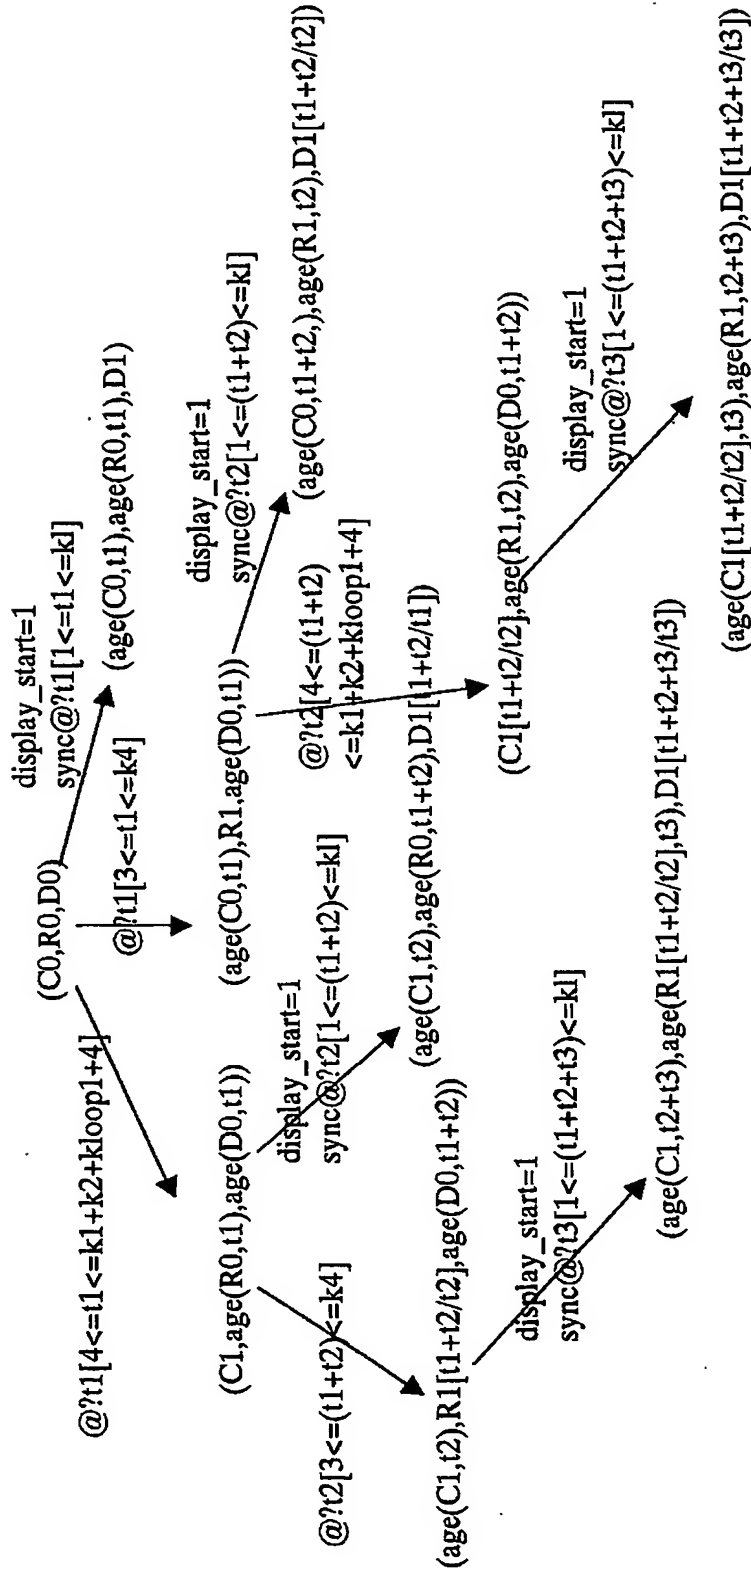 display_start=1
sync@?t1[1<=t1<=kl]
(C0,R0,D0)
@?t1[4<=t1<=k1+k2+kloop1+4]
@?t1[3<=t1<=k4]
(age(C0,t1),age(R0,t1),D1)
display_start=1
sync@?t2[1<=(t1+t2)<=kl]
(C1,age(R0,t1),age(D0,t1))
(age(C0,t1),R1,age(D0,t1))
display_start=1
sync@?t2[1<=(t1+t2)<=kl]
@?t2[4<=(t1+t2)
<=k1+k2+kloop1+4]
(age(C0,t1+t2,),age(R1,t2),D1[t1+t2/t2])
@?t2[3<=(t1+t2)<=k4]
(age(C1,t2),age(R0,t1+t2),D1[t1+t2/t1])
(age(C1,t2),R1[t1+t2/t2],age(D0,t1+t2))
(C1[t1+t2/t2],age(R1,t2),age(D0,t1+t2))
display_start=1
sync@?t3[1<=(t1+t2+t3)<=kl]
display_start=1
sync@?t3[1<=(t1+t2+t3)<=kl]
(age(C1,t2+t3),age(R1[t1+t2/t2],t3),D1[t1+t2+t3/t3])
(age(C1[t1+t2/t2],t3),age(R1,t2+t3),D1[t1+t2+t3/t3])